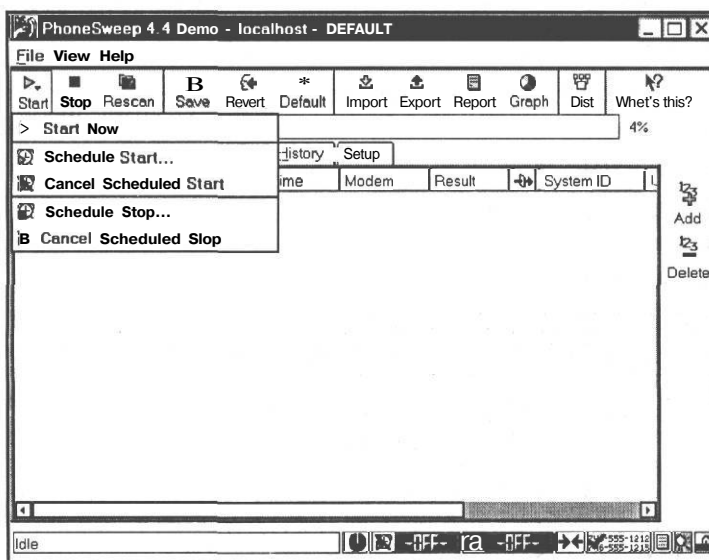 PhoneSweep 4.4 Demo - localhost - DEFAULT
File View Help
Start Stop Rescan Save Revert Default Import Export Report Graph Dist What's this?
> Start Now
4%
Schedule Start...
History Setup
Cancel Scheduled Start
ime Modem Result System ID
Schedule Stop...
B Cancel Scheduled Slop
Add
Delete
Idle
-OFF- ra -OFF- 555-1212